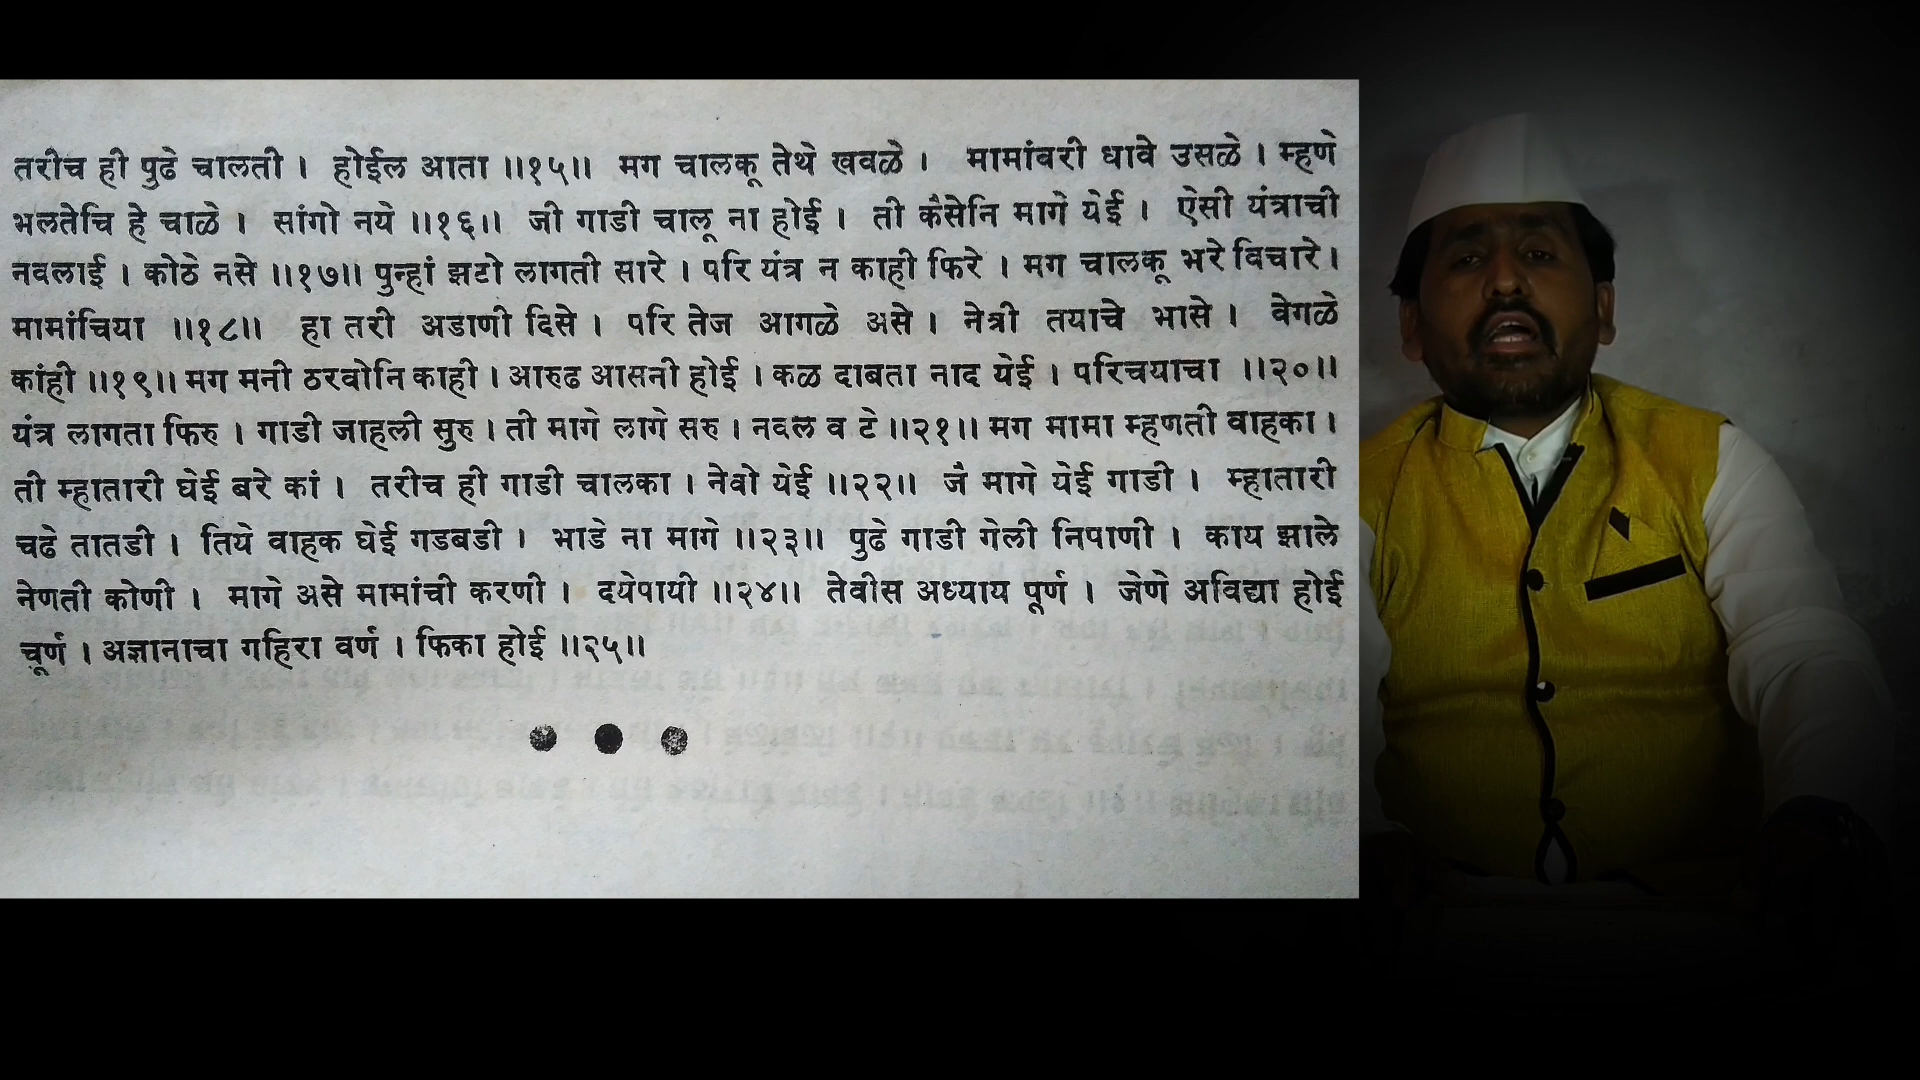 तरीच ही पुढे चालती । होईल आता ॥१५॥ मग चालकू तेथे खवळे । मामांवरी धावे उसळे । म्हणे
भलतेचि हे चाळे । सांगो नये ॥१६॥ जी गाडी चालू ना होई । ती कैसेनि मागे येई । ऐसी यंत्राची
नवलाई । कोठे नसे ॥१७॥ पुन्हां झटो लागती सारे । परि यंत्र न काही फिरे । मग चालकू भरे विचारे ।
मामांचिया ॥१८॥ हा तरी अडाणी दिसे । परि तेज आगळे असे । नेत्री तयाचे भासे । वेगळे
कांही ॥१९॥ मग मनी ठरवोनि काही । आरुढ आसनी होई । कळ दाबता नाद येई । परिचयाचा ॥२०॥
यंत्र लागता फिरु । गाडी जाहली सुरु । ती मागे लागे सरु । नवल व टे ॥२१॥ मग मामा म्हणती वाहका ।
ती म्हातारी घेई बरे कां । तरीच ही गाडी चालका । नेवो येई ॥२२॥ जै मागे येई गाडी । म्हातारी
चढे तातडी । तिये वाहक घेई गडबडी । भाडे ना मागे ॥२३॥ पुढे गाडी गेली निपाणी । काय झाले
नेणती कोणी । मागे असे मामांची करणी । दयेपायी ॥२४॥ तेवीस अध्याय पूर्ण । जेणे अविद्या होई
चूर्ण । अज्ञानाचा गहिरा वर्ण । फिका होई ॥२५॥